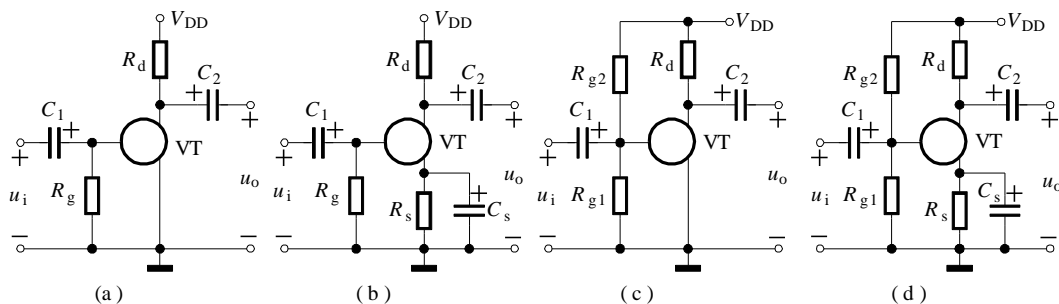 V_DD
R_d
C_2
C_1
+
+
+
+
VT
u_i
R_g
u_o
−
−
(a)
V_DD
R_d
C_2
C_1
+
+
+
+
VT
u_i
R_g
R_s
+
C_s
u_o
−
−
(b)
V_DD
R_g2
R_d
C_2
C_1
+
+
+
+
VT
u_i
R_g1
u_o
−
−
(c)
V_DD
R_g2
R_d
C_2
C_1
+
+
+
+
VT
u_i
R_g1
R_s
C_s
+
u_o
−
−
(d)